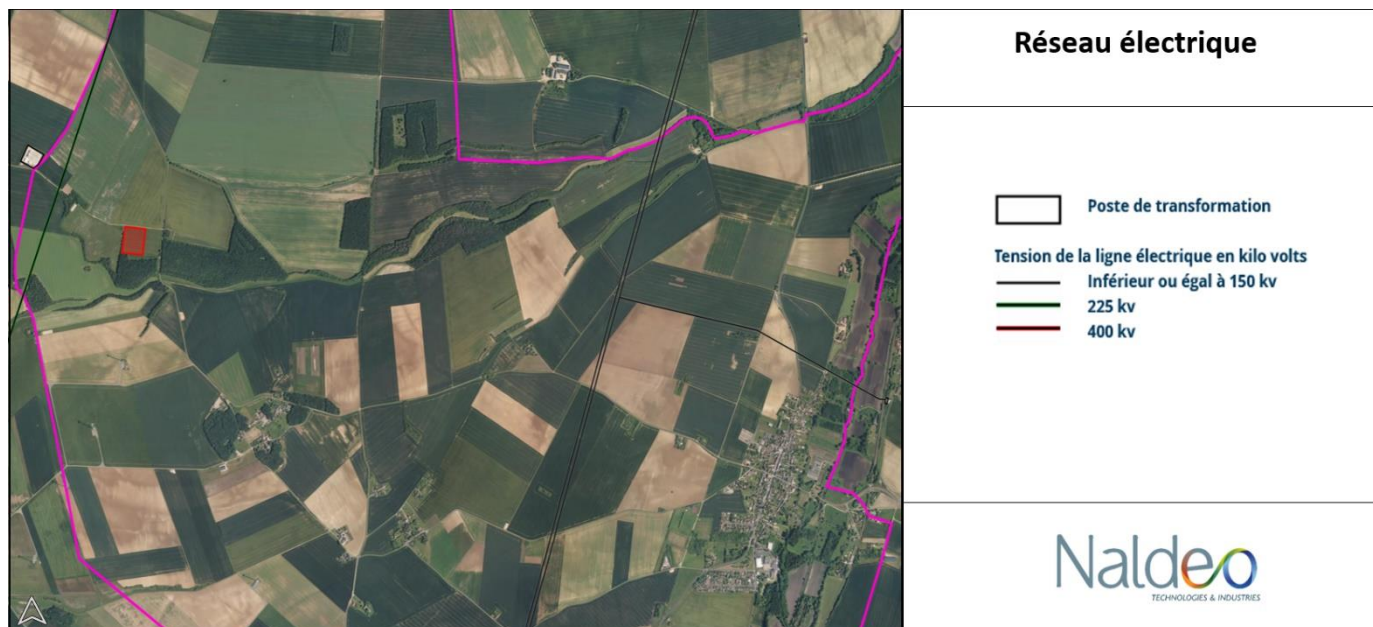 Réseau électrique
Poste de transformation
Tension de la ligne électrique en kilo volts
Inférieur ou égal à 150 kv
225 kv
400 kv
Naldeo
TECHNOLOGIES & INDUSTRIES